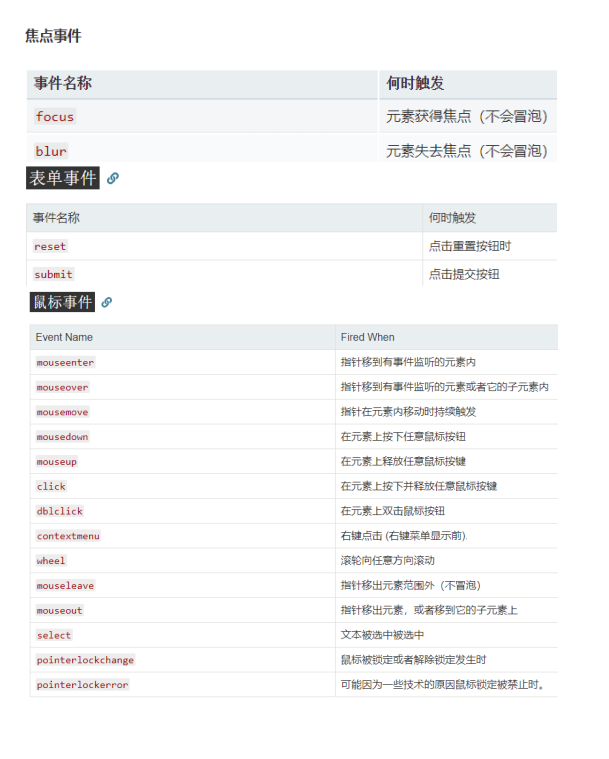 焦点事件
事件名称 何时触发
focus 元素获得焦点（不会冒泡）
blur 元素失去焦点（不会冒泡）
表单事件
事件名称 何时触发
reset 点击重置按钮时
submit 点击提交按钮
鼠标事件
Event Name Fired When
mouseenter 指针移到有事件监听的元素内
mouseover 指针移到有事件监听的元素或者它的子元素内
mousemove 指针在元素内移动时持续触发
mousedown 在元素上按下任意鼠标按钮
mouseup 在元素上释放任意鼠标按键
click 在元素上按下并释放任意鼠标按键
dblclick 在元素上双击鼠标按钮
contextmenu 右键点击 (右键菜单显示前).
wheel 滚轮向任意方向滚动
mouseleave 指针移出元素范围外（不冒泡）
mouseout 指针移出元素，或者移到它的子元素上
select 文本被选中被选中
pointerlockchange 鼠标被锁定或者解除锁定发生时
pointerlockerror 可能因为一些技术的原因鼠标锁定被禁止时。